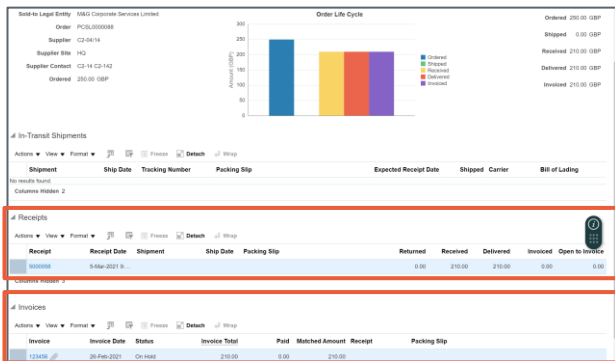 Sold-to Legal Entity M&G Corporate Services Limited
Order PCSL0000088
Supplier C2-04/14
Supplier Site HQ
Supplier Contact C2-14 C2-142
Ordered 250.00 GBP
Order Life Cycle
Amount (GBP)
300
250
200
150
100
50
0
Ordered
Shipped
Received
Delivered
Invoiced
Ordered 250.00 GBP
Shipped 0.00 GBP
Received 210.00 GBP
Delivered 210.00 GBP
Invoiced 210.00 GBP
In-Transit Shipments
Actions View Format Freeze Detach Wrap
Shipment Ship Date Tracking Number Packing Slip Expected Receipt Date Shipped Carrier Bill of Lading
No results found.
Columns Hidden 2
Receipts
Actions View Format Freeze Detach Wrap
Receipt Receipt Date Shipment Ship Date Packing Slip Returned Received Delivered Invoiced Open to Invoice
5-Mar-2021 0.00 210.00 210.00 0.00 0.00
Columns Hidden 3
Invoices
Actions View Format Freeze Detach Wrap
Invoice Invoice Date Status Invoice Total Paid Matched Amount Receipt Packing Slip
123456 26-Feb-2021 On Hold 210.00 0.00 210.00